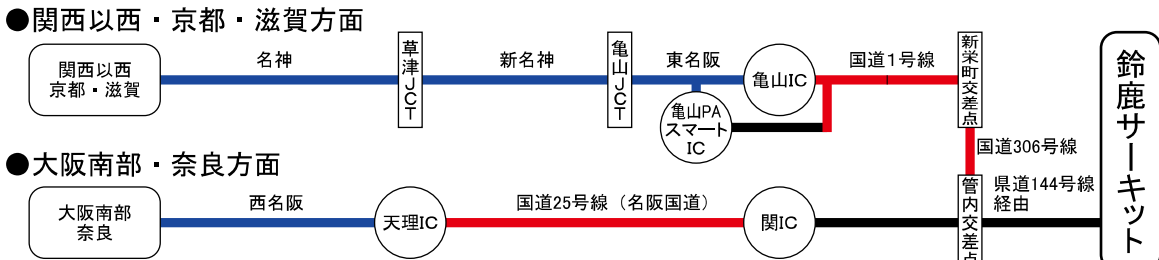 ●関西以西・京都・滋賀方面
関西以西
京都・滋賀
名神
草津JCT
新名神
亀山JCT
東名阪
亀山IC
亀山PA
スマート
IC
国道1号線
新栄町交差点
国道306号線
●大阪南部・奈良方面
大阪南部
奈良
西名阪
天理IC
国道25号線（名阪国道）
関IC
管内交差点
県道144号線
経由
鈴鹿サーキット